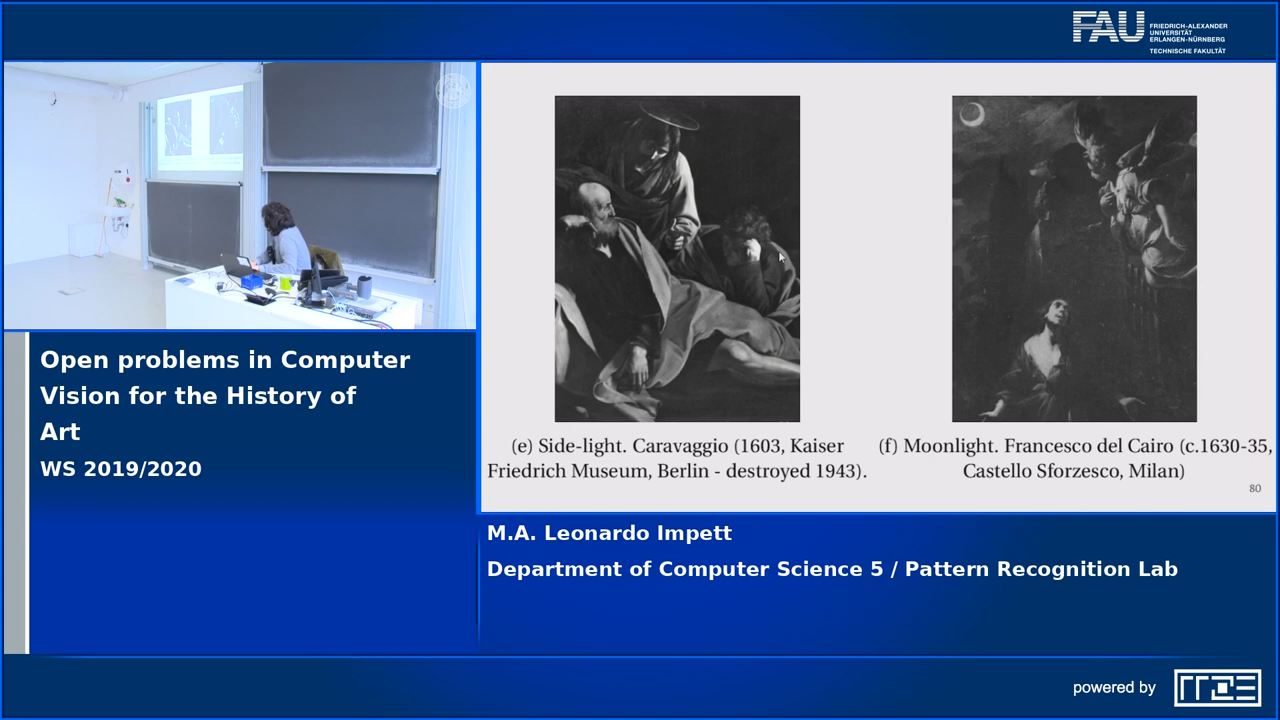 FAU
FRIEDRICH-ALEXANDER
UNIVERSITÄT
ERLANGEN-NÜRNBERG
TECHNISCHE FAKULTÄT
(e) Side-light. Caravaggio (1603, Kaiser
Friedrich Museum, Berlin - destroyed 1943).
(f) Moonlight. Francesco del Cairo (c.1630-35,
Castello Sforzesco, Milan)
80
Open problems in Computer
Vision for the History of
Art
WS 2019/2020
M.A. Leonardo Impett
Department of Computer Science 5 / Pattern Recognition Lab
powered by